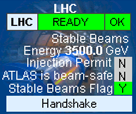 LHC
LHC READY OK
Stable Beams
Energy 3500.0 GeV
Injection Permit N
ATLAS is beam-safe N
Stable Beams Flag Y
Handshake